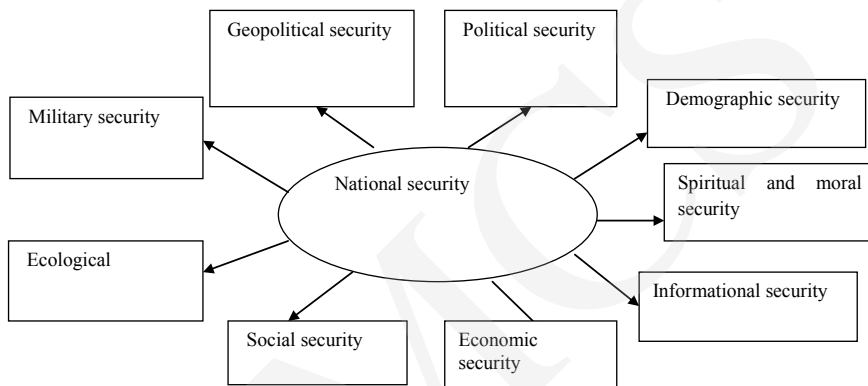 Geopolitical security
Political security
Military security
Demographic security
National security
Spiritual and moral
security
Ecological
Informational security
Social security
Economic
security